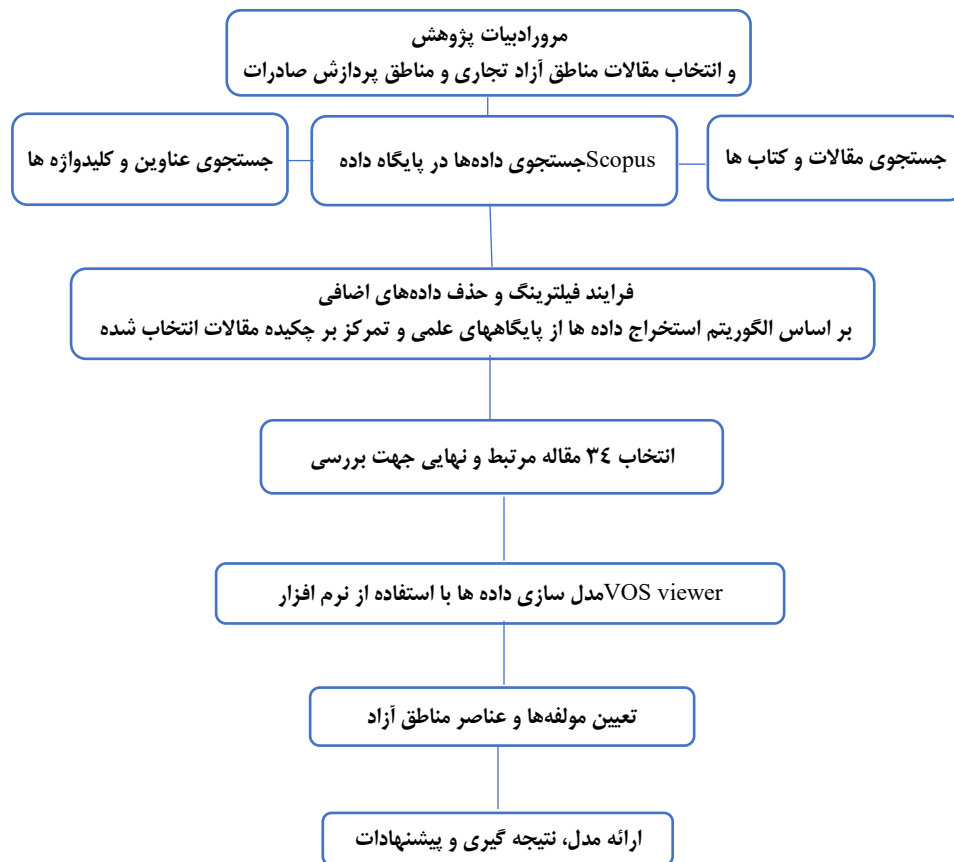 مرورادبیات پژوهش
و انتخاب مقالات مناطق آزاد تجاری و مناطق پردازش صادرات
جستجوی مقالات و کتاب ها
Scopusجستجوی داده‌ها در پایگاه داده
جستجوی عناوین و کلیدواژه ها
فرایند فیلترینگ و حذف داده‌های اضافی
بر اساس الگوریتم استخراج داده ها از پایگاههای علمی و تمرکز بر چکیده مقالات انتخاب شده
انتخاب ٣٤ مقاله مرتبط و نهایی جهت بررسی
VOS viewerمدل سازی داده ها با استفاده از نرم افزار
تعیین مولفه‌ها و عناصر مناطق آزاد
ارائه مدل، نتیجه گیری و پیشنهادات